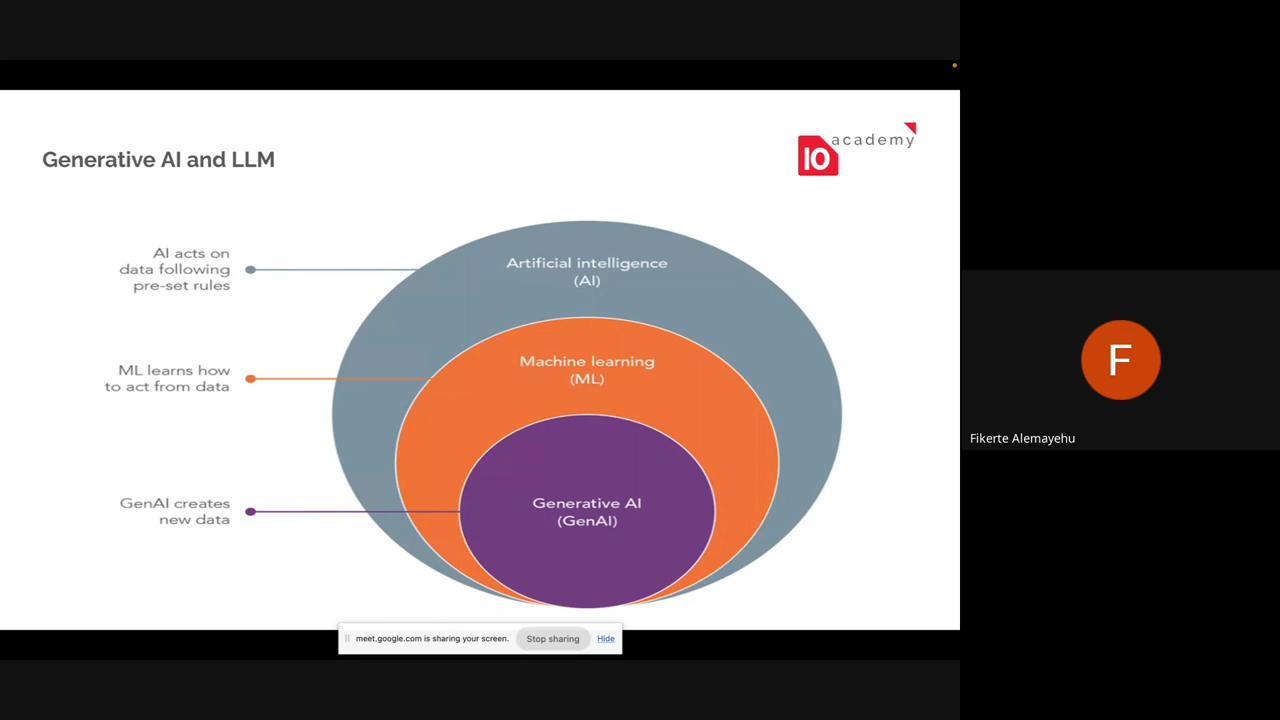 academy
10
Generative AI and LLM
AI acts on
data following
pre-set rules
Artificial intelligence
(AI)
ML learns how
to act from data
Machine learning
(ML)
GenAI creates
new data
Generative AI
(GenAI)
meet.google.com is sharing your screen. Stop sharing Hide
F
Fikerte Alemayehu